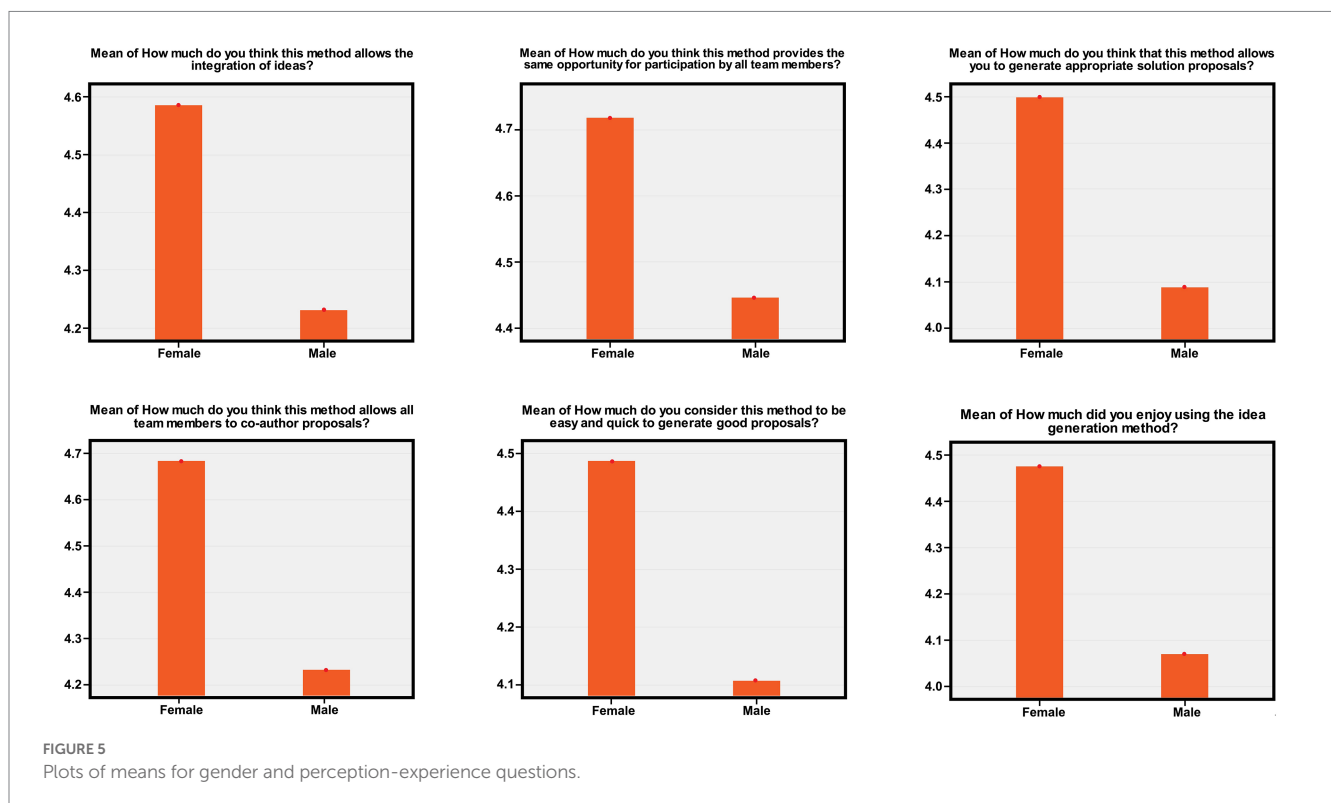 Mean of How much do you think this method allows the
integration of ideas?
4.6
4.5
4.4
4.3
4.2
Female Male
Mean of How much do you think this method provides the
same opportunity for participation by all team members?
4.7
4.6
4.5
4.4
Female Male
Mean of How much do you think that this method allows
you to generate appropriate solution proposals?
4.5
4.4
4.3
4.2
4.1
4.0
Female Male
Mean of How much do you think this method allows all
team members to co-author proposals?
4.7
4.6
4.5
4.4
4.3
4.2
Female Male
Mean of How much do you consider this method to be
easy and quick to generate good proposals?
4.5
4.4
4.3
4.2
4.1
Female Male
Mean of How much did you enjoy using the idea
generation method?
4.5
4.4
4.3
4.2
4.1
4.0
Female Male
FIGURE 5
Plots of means for gender and perception-experience questions.